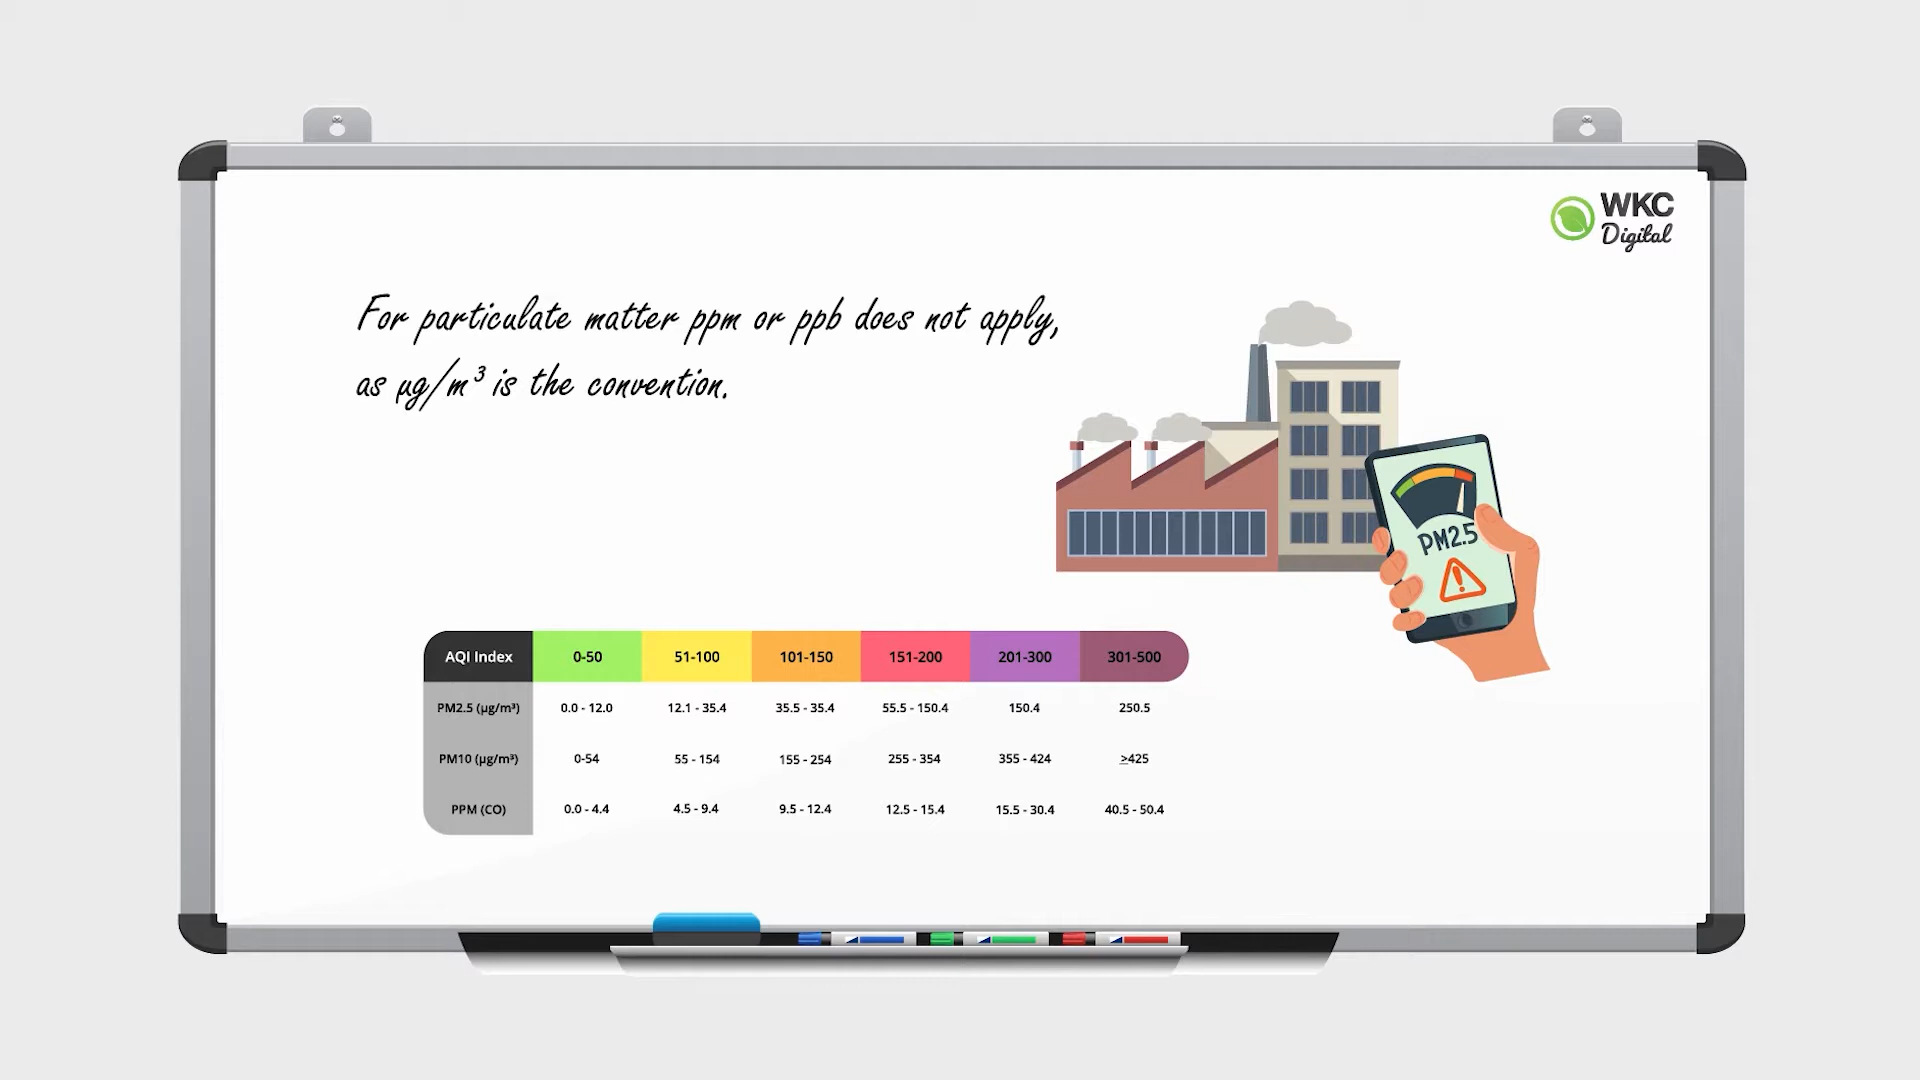 WKC
Digital
For particulate matter ppm or ppb does not apply,
as µg/m³ is the convention.
PM2.5
AQI Index 0-50 51-100 101-150 151-200 201-300 301-500
PM2.5 (µg/m³) 0.0 - 12.0 12.1 - 35.4 35.5 - 35.4 55.5 - 150.4 150.4 250.5
PM10 (µg/m³) 0-54 55 - 154 155 - 254 255 - 354 355 - 424 ≥425
PPM (CO) 0.0 - 4.4 4.5 - 9.4 9.5 - 12.4 12.5 - 15.4 15.5 - 30.4 40.5 - 50.4